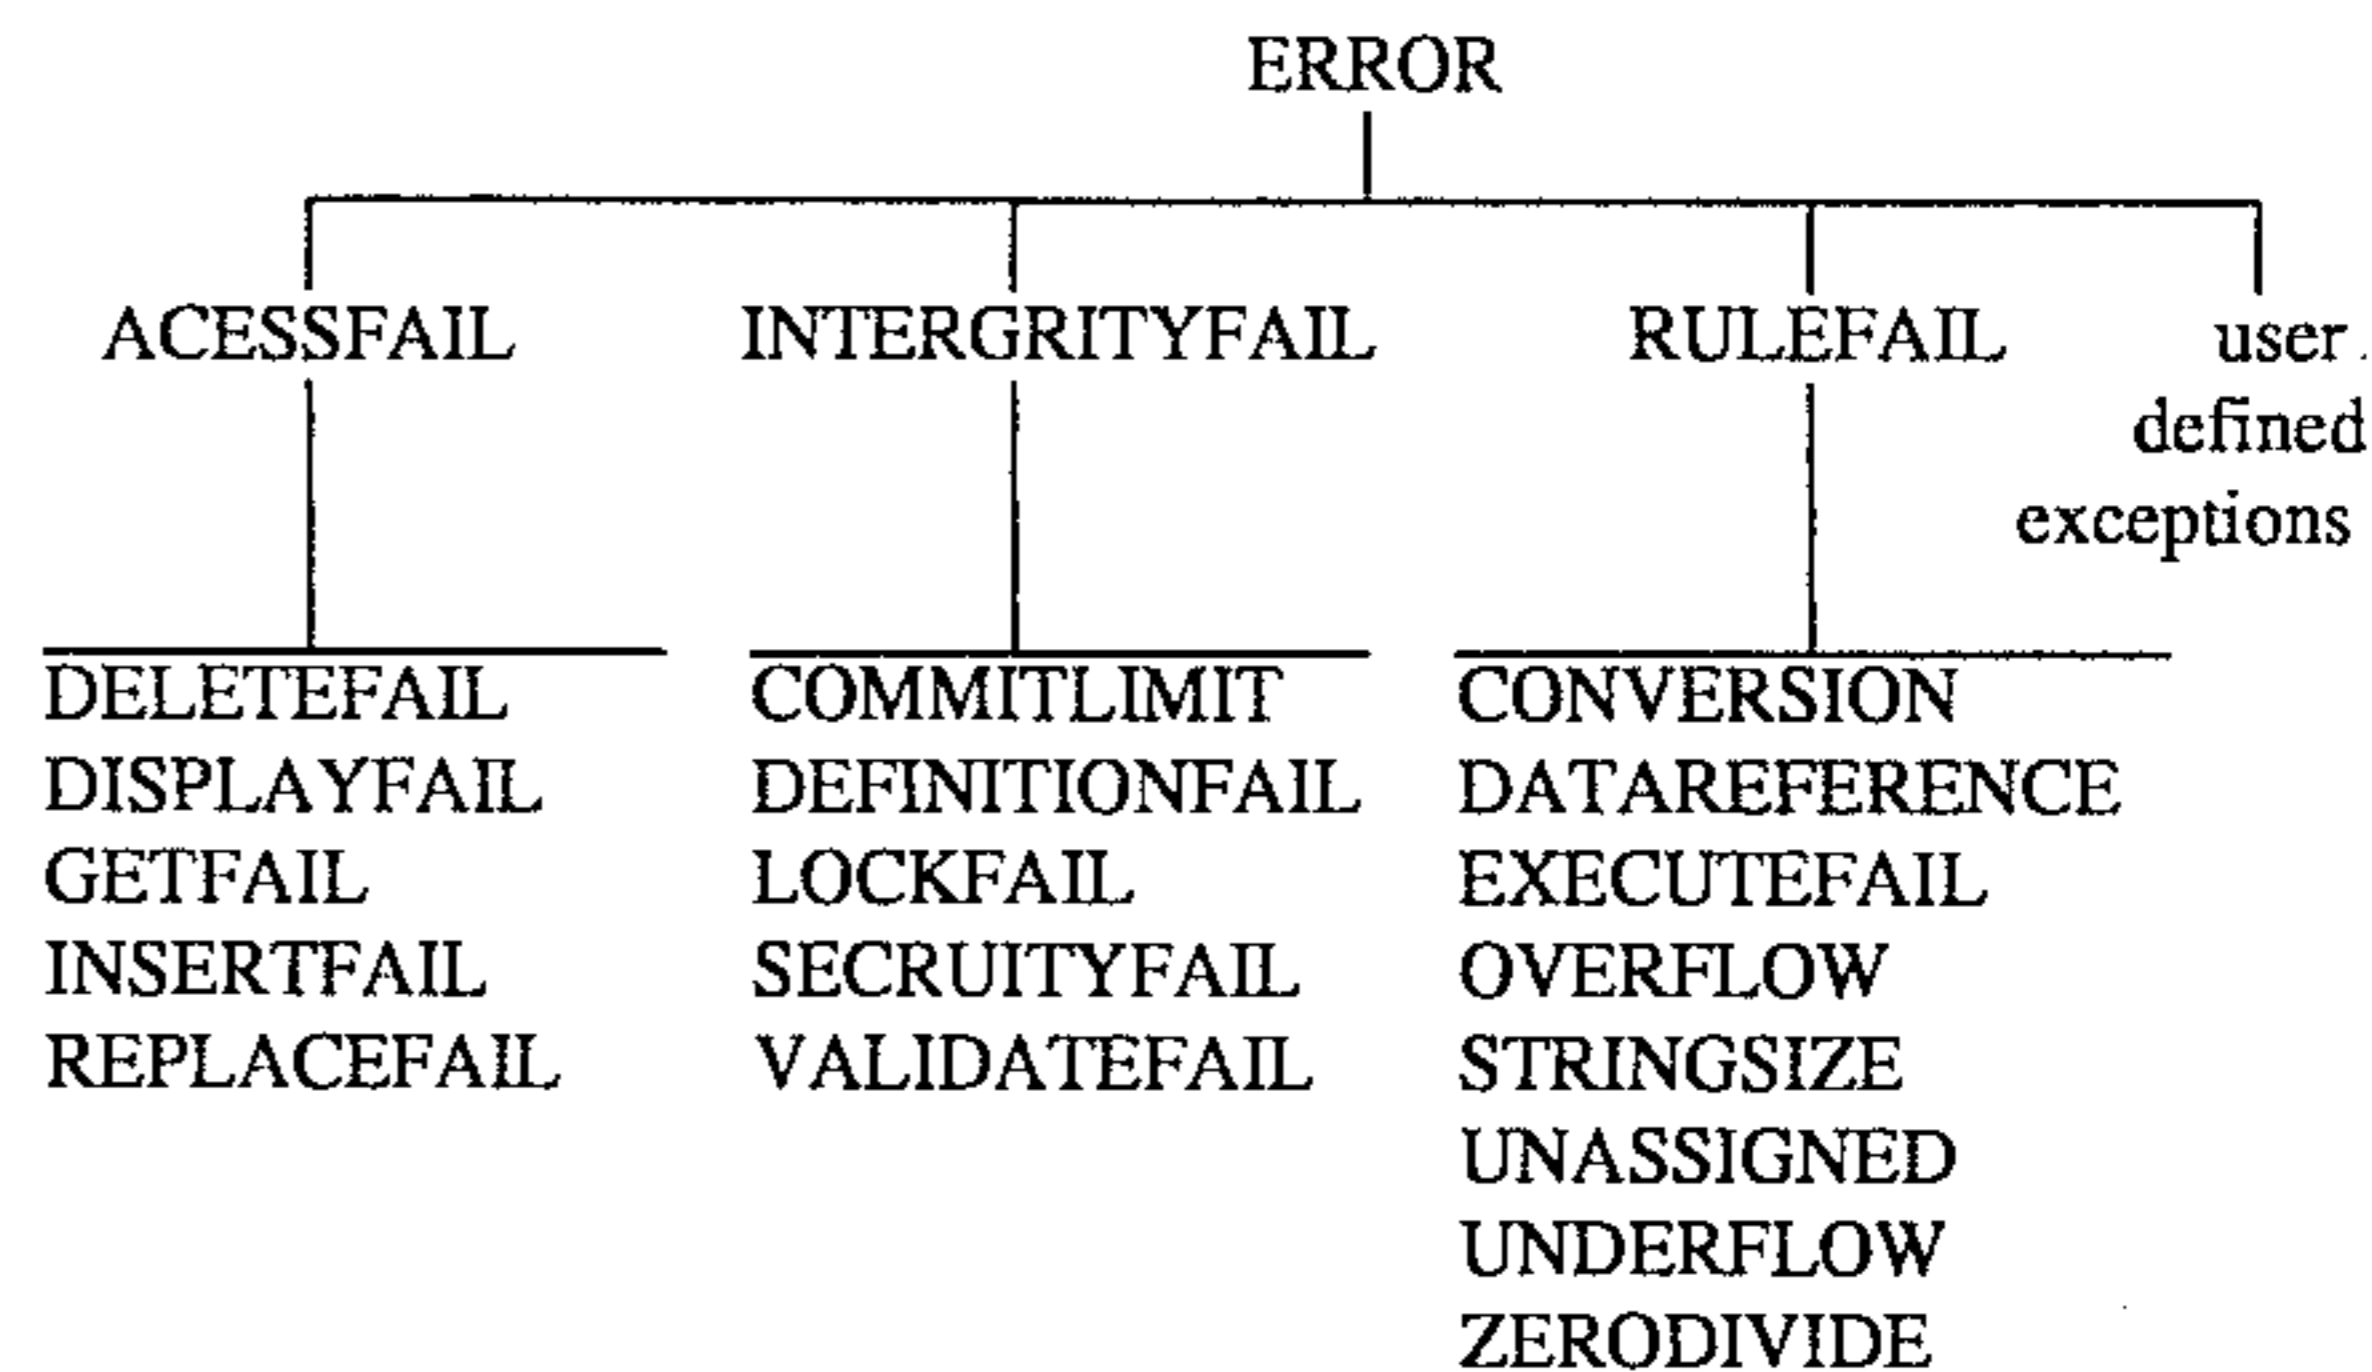 ERROR
ACESSFAIL
INTERGRITYFAIL
RULEFAIL
user
defined
exceptions
DELETEFAIL
DISPLAYFAIL
GETFAIL
INSERTFAIL
REPLACEFAIL
COMMITLIMIT
DEFINITIONFAIL
LOCKFAIL
SECRUITYFAIL
VALIDATEFAIL
CONVERSION
DATAREFERENCE
EXECUTEFAIL
OVERFLOW
STRINGSIZE
UNASSIGNED
UNDERFLOW
ZERODIVIDE